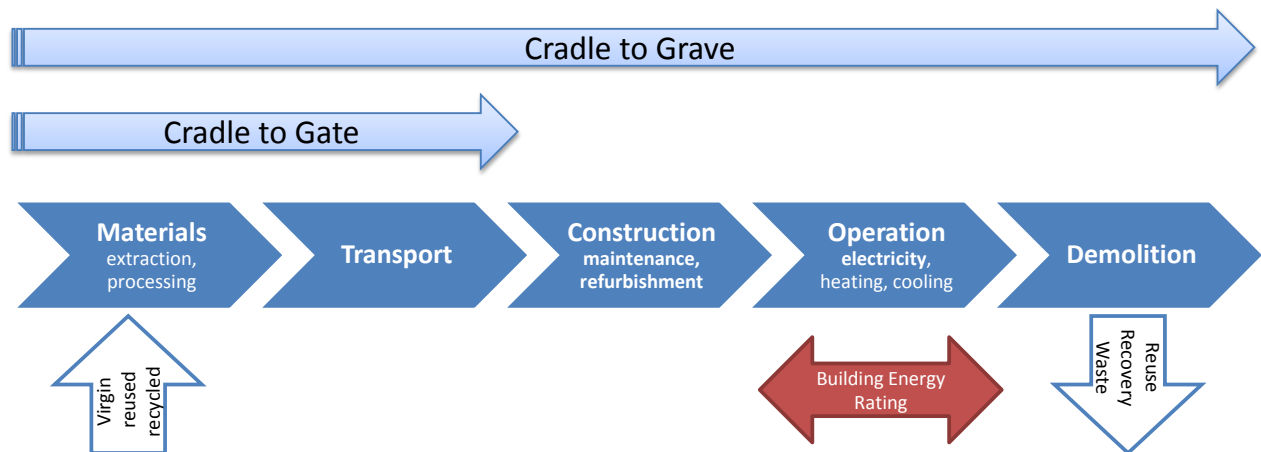 Cradle to Grave
Cradle to Gate
Materials
extraction,
processing
Transport
Construction
maintenance,
refurbishment
Operation
electricity,
heating, cooling
Demolition
Virgin
reused
recycled
Building Energy
Rating
Reuse
Recovery
Waste